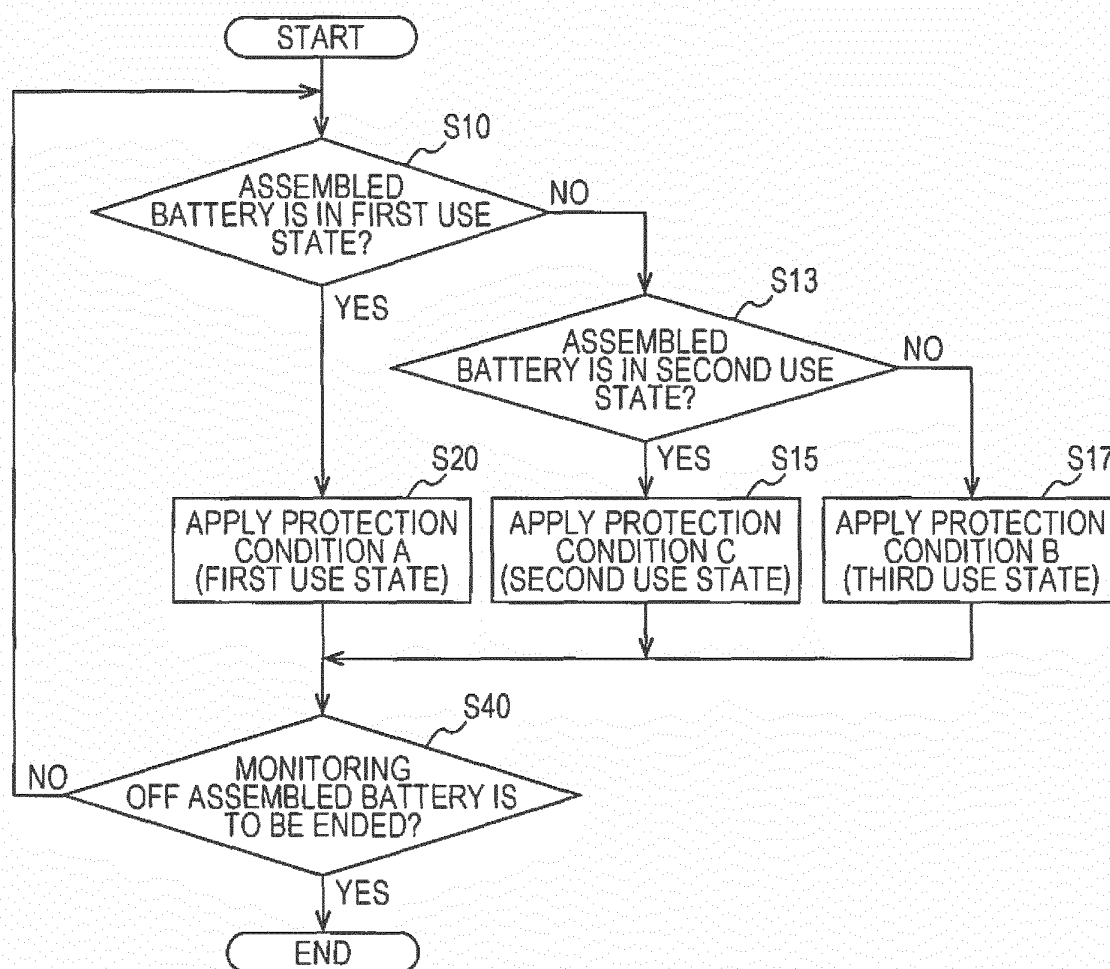 START
S10
ASSEMBLED
BATTERY IS IN FIRST USE
STATE?
NO
YES
S13
ASSEMBLED
BATTERY IS IN SECOND USE
STATE?
NO
YES
S20
APPLY PROTECTION
CONDITION A
(FIRST USE STATE)
S15
APPLY PROTECTION
CONDITION C
(SECOND USE STATE)
S17
APPLY PROTECTION
CONDITION B
(THIRD USE STATE)
S40
MONITORING
OFF ASSEMBLED BATTERY IS
TO BE ENDED?
NO
YES
END